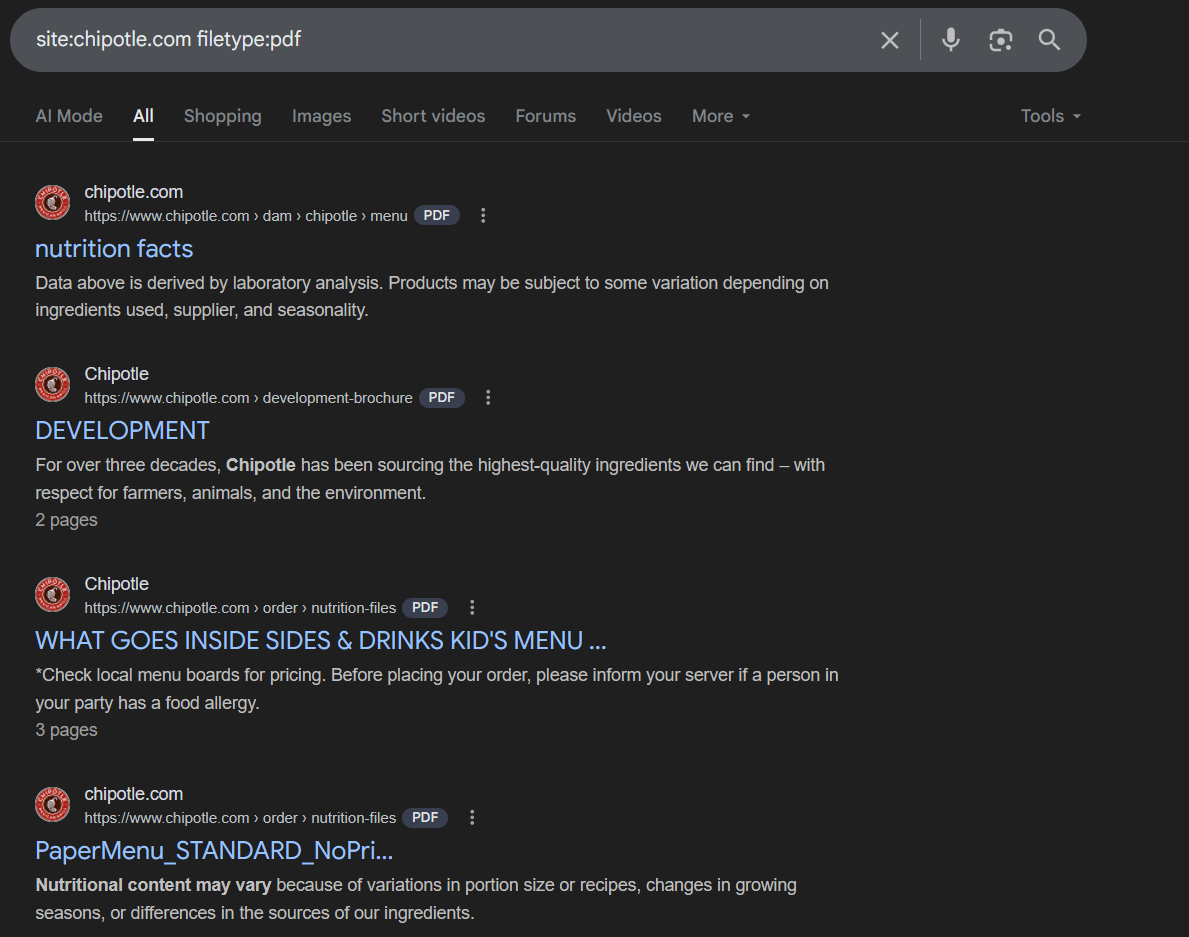 site:chipotle.com filetype:pdf
AI Mode All Shopping Images Short videos Forums Videos More Tools
chipotle.com
https://www.chipotle.com › dam › chipotle › menu PDF
nutrition facts
Data above is derived by laboratory analysis. Products may be subject to some variation depending on
ingredients used, supplier, and seasonality.
Chipotle
https://www.chipotle.com › development-brochure PDF
DEVELOPMENT
For over three decades, Chipotle has been sourcing the highest-quality ingredients we can find – with
respect for farmers, animals, and the environment.
2 pages
Chipotle
https://www.chipotle.com › order › nutrition-files PDF
WHAT GOES INSIDE SIDES & DRINKS KID'S MENU ...
*Check local menu boards for pricing. Before placing your order, please inform your server if a person in
your party has a food allergy.
3 pages
chipotle.com
https://www.chipotle.com › order › nutrition-files PDF
PaperMenu_STANDARD_NoPri...
Nutritional content may vary because of variations in portion size or recipes, changes in growing
seasons, or differences in the sources of our ingredients.